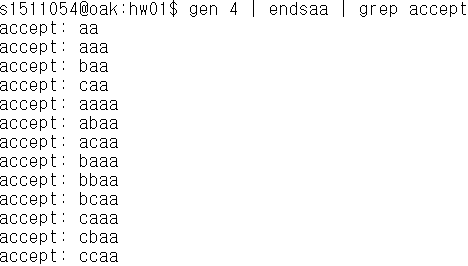 s1511054@oak:hw01$ gen 4 | endsaa | grep accept
accept: aa
accept: aaa
accept: baa
accept: caa
accept: aaaa
accept: abaa
accept: acaa
accept: baaa
accept: bbaa
accept: bcaa
accept: caaa
accept: cbaa
accept: ccaa